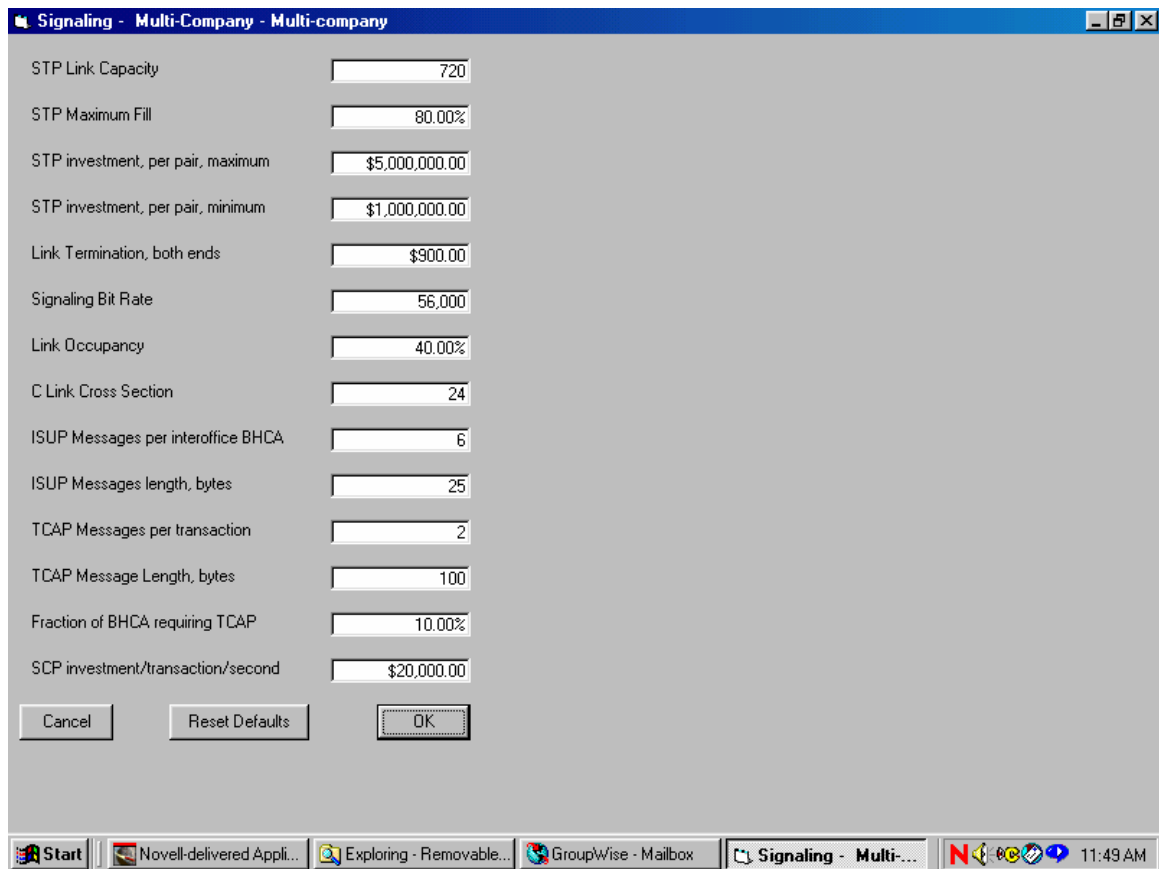 Signaling - Multi-Company - Multi-company
STP Link Capacity 720
STP Maximum Fill 80.00%
STP investment, per pair, maximum $5,000,000.00
STP investment, per pair, minimum $1,000,000.00
Link Termination, both ends $900.00
Signaling Bit Rate 56,000
Link Occupancy 40.00%
C Link Cross Section 24
ISUP Messages per interoffice BHCA 6
ISUP Messages length, bytes 25
TCAP Messages per transaction 2
TCAP Message Length, bytes 100
Fraction of BHCA requiring TCAP 10.00%
SCP investment/transaction/second $20,000.00
Cancel Reset Defaults OK
Start Novell-delivered Appli... Exploring - Removable... GroupWise - Mailbox Signaling - Multi-... N 11:49 AM